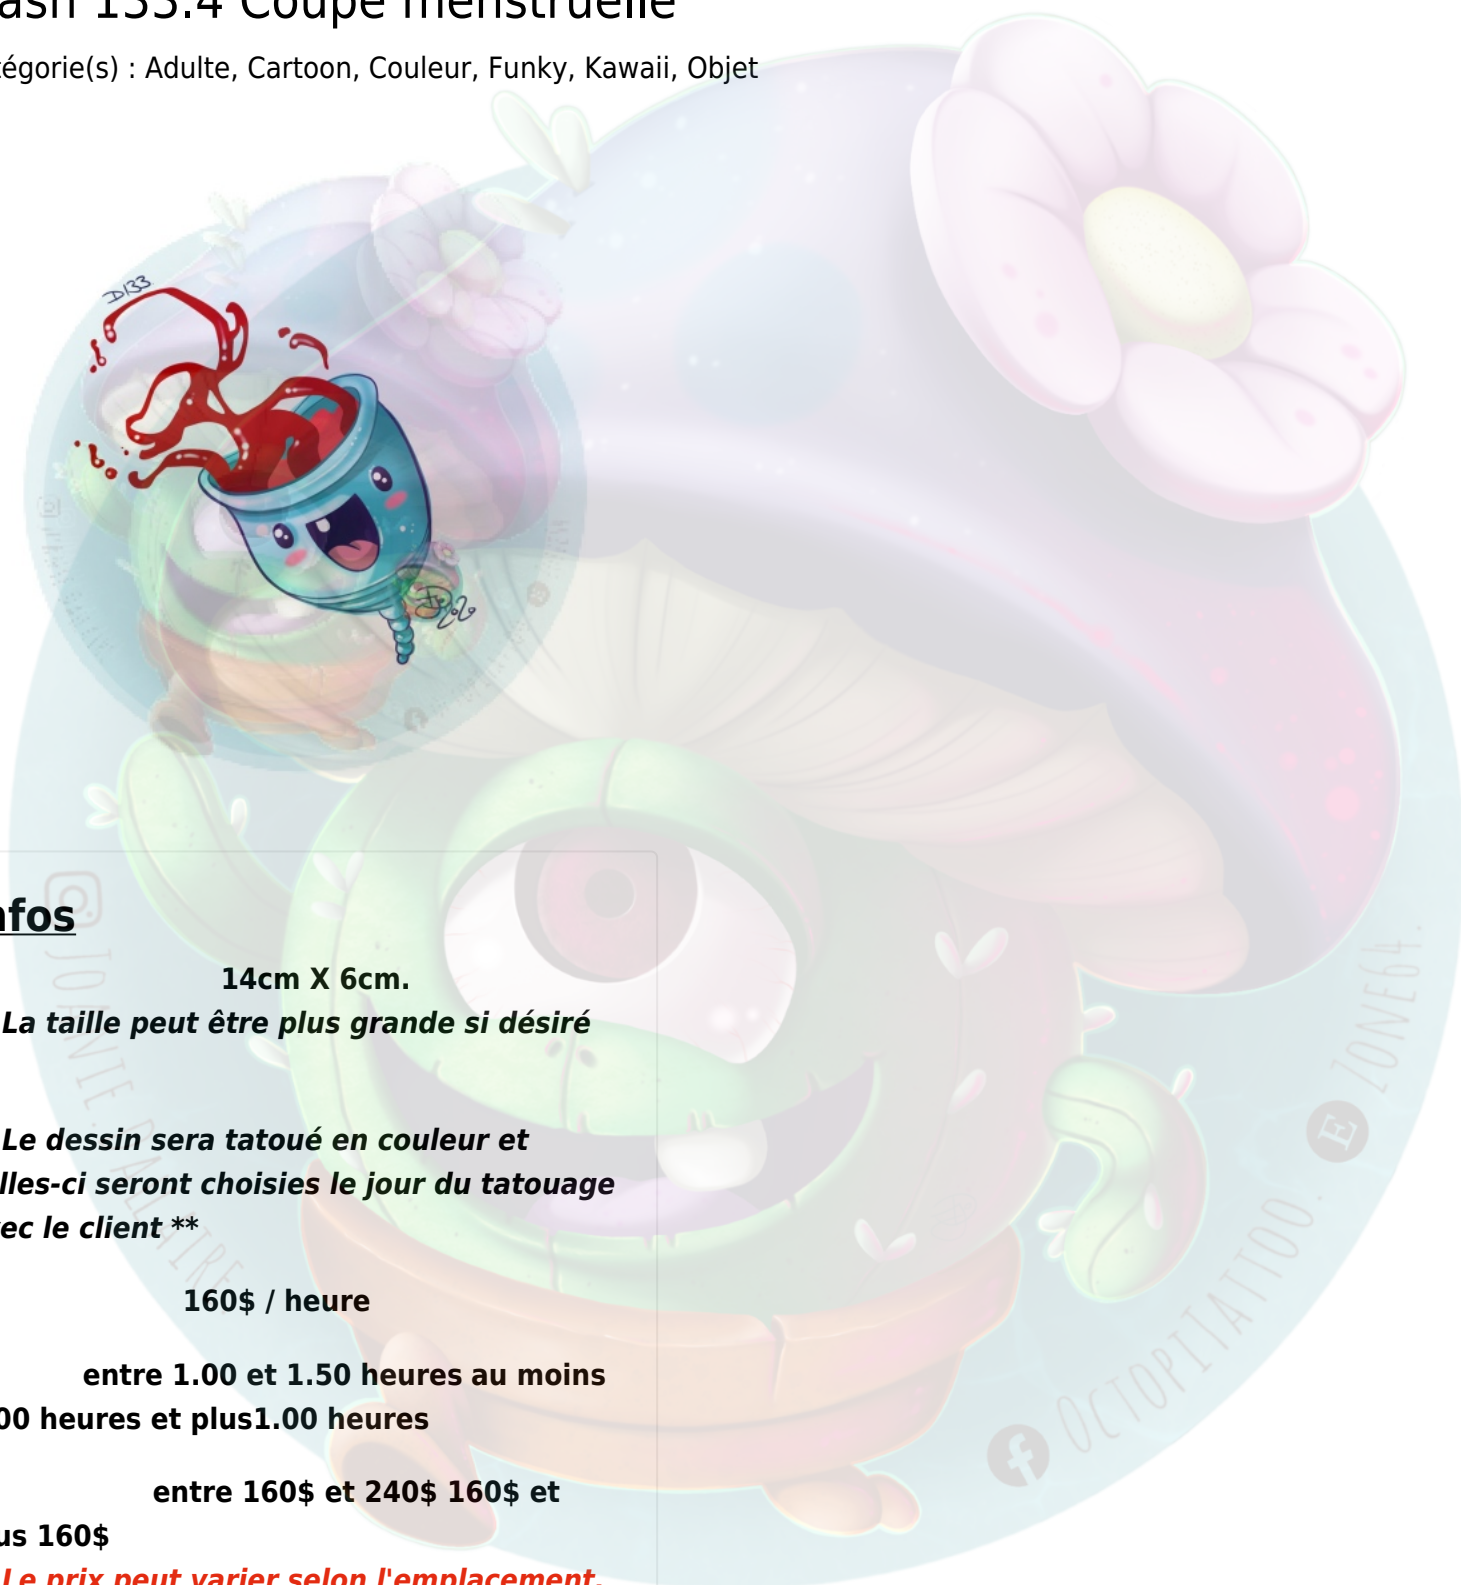 ash 133.4 Coupe menstruelle
tégorie(s) : Adulte, Cartoon, Couleur, Funky, Kawaii, Objet
D133
nfos
14cm X 6cm.
La taille peut être plus grande si désiré
Le dessin sera tatoué en couleur et
lles-ci seront choisies le jour du tatouage
ec le client **
160$ / heure
entre 1.00 et 1.50 heures au moins
00 heures et plus1.00 heures
entre 160$ et 240$ 160$ et
us 160$
Le prix peut varier selon l'emplacement,
OCTOPITATTOO.
ZONE64.